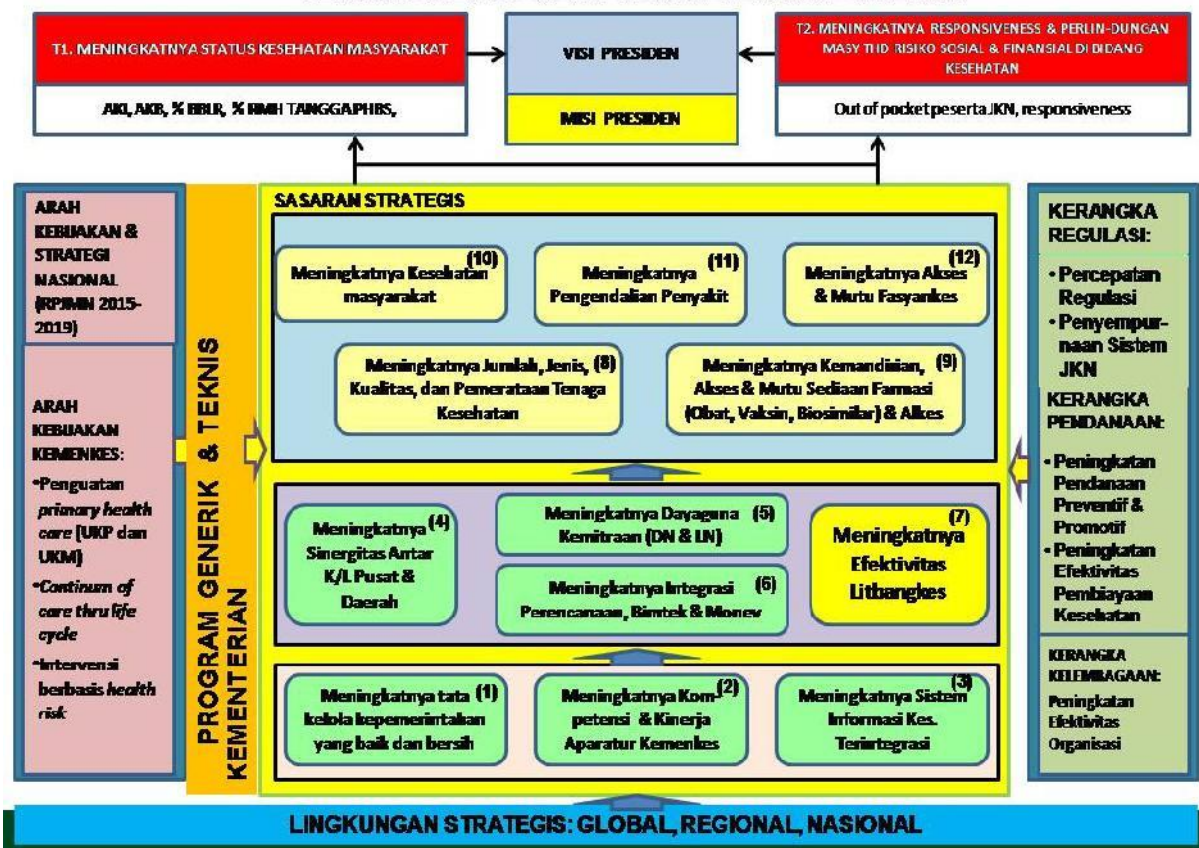 T1. MENINGKATNYA STATUS KESEHATAN MASYARAKAT
AKI, AKB, % BBLR, % RMH TANGGAPHBS,
VISI PRESIDEN
MISI PRESIDEN
T2. MENINGKATNYA RESPONSIVENESS & PERLIN-DUNGAN
MASY THD RISIKO SOSIAL & FINANSIAL DI BIDANG
KESEHATAN
Out of pocket peserta JKN, responsiveness
ARAH
KEBIJAKAN &
STRATEGI
NASIONAL
(RPJMN 2015-
2019)
ARAH
KEBIJAKAN
KEMENKES:
•Penguatan
primary health
care (UKP dan
UKM)
•Continum of
care thru life
cycle
•Intervensi
berbasis health
risk
PROGRAM GENERIK & TEKNIS
KEMENTERIAN
SASARAN STRATEGIS
(10)
Meningkatnya Kesehatan
masyarakat
(11)
Meningkatnya
Pengendalian Penyakit
(12)
Meningkatnya Akses
& Mutu Fasyankes
Meningkatnya Jumlah, Jenis, (8)
Kualitas, dan Pemerataan Tenaga
Kesehatan
Meningkatnya Kemandirian, (9)
Akses & Mutu Sediaan Farmasi
(Obat, Vaksin, Biosimilar) & Alkes
Meningkatnya (4)
Sinergitas Antar
K/L Pusat &
Daerah
Meningkatnya Dayaguna (5)
Kemitraan (DN & LN)
Meningkatnya Integrasi (6)
Perencanaan, Bimtek & Monev
(7)
Meningkatnya
Efektivitas
Litbangkes
Meningkatnya tata (1)
kelola kepemerintahan
yang baik dan bersih
Meningkatnya Kom- (2)
petensi & Kinerja
Aparatur Kemenkes
Meningkatnya Sistem (3)
Informasi Kes.
Terintegrasi
KERANGKA
REGULASI:
• Percepatan
Regulasi
• Penyempur-
naan Sistem
JKN
KERANGKA
PENDANAAN:
• Peningkatan
Pendanaan
Preventif &
Promotif
• Peningkatan
Efektivitas
Pembiayaan
Kesehatan
KERANGKA
KELEMBAGAAN:
Peningkatan
Efektivitas
Organisasi
LINGKUNGAN STRATEGIS: GLOBAL, REGIONAL, NASIONAL